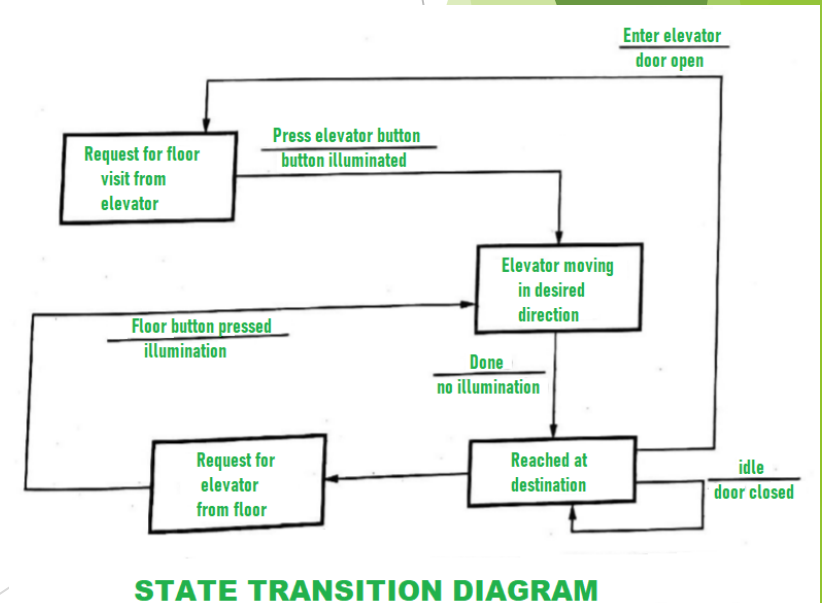 Enter elevator
door open
Press elevator button
button illuminated
Request for floor
visit from
elevator
Elevator moving
in desired
direction
Floor button pressed
illumination
Done
no illumination
Request for
elevator
from floor
Reached at
destination
idle
door closed
STATE TRANSITION DIAGRAM